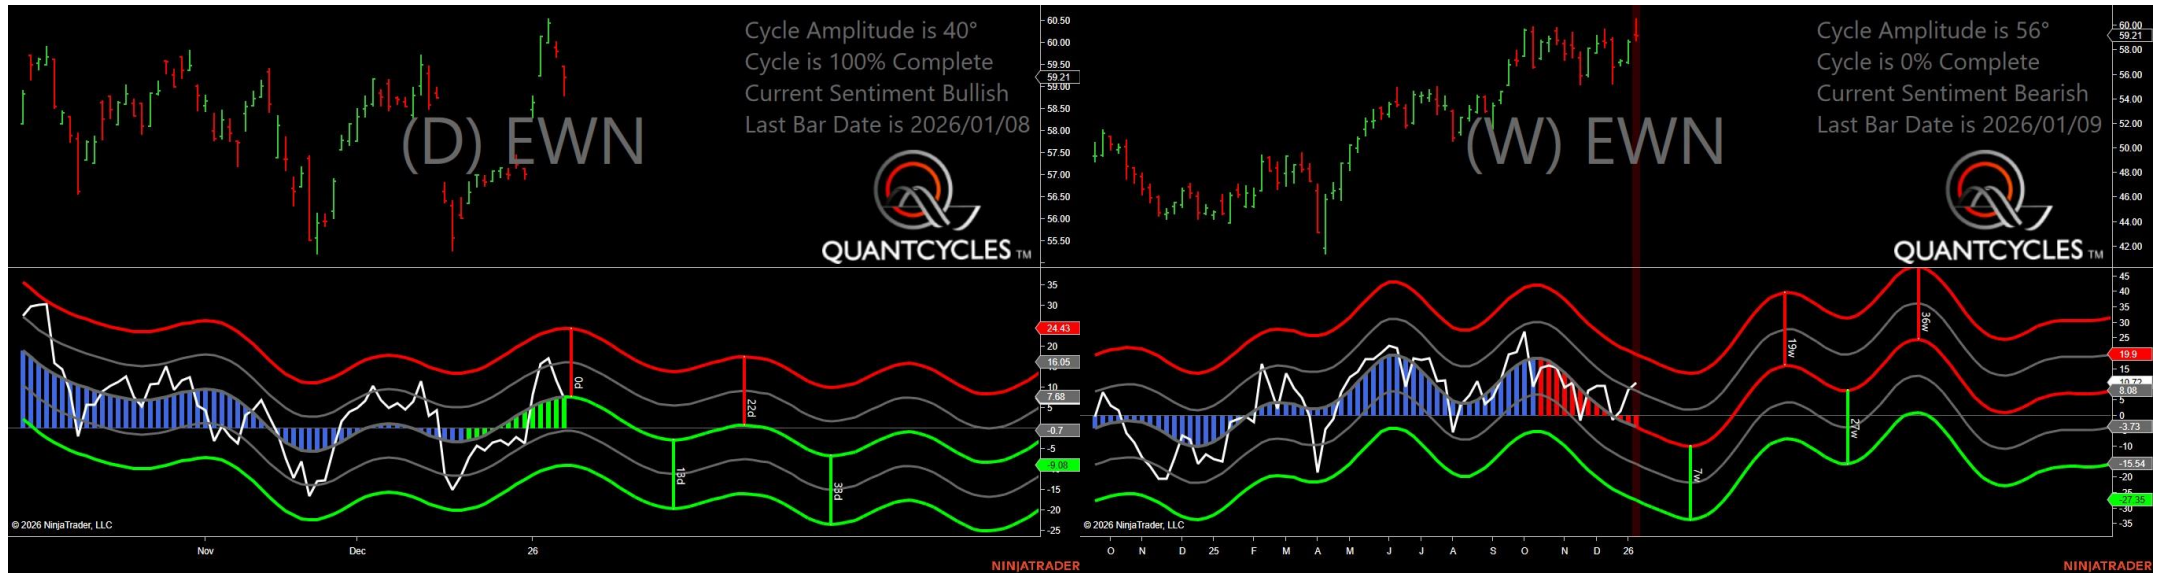 Cycle Amplitude is 40°
Cycle is 100% Complete
Current Sentiment Bullish
Last Bar Date is 2026/01/08
(D) EWN
QUANTCYCLES TM
60.50
60.00
59.50
59.21
59.00
58.50
58.00
57.50
57.00
56.50
56.00
55.50
35
30
24.43
20
16.05
10
7.68
5
-0.7
-5
-9.08
-15
-20
-25
0d
13d
22d
33d
© 2026 NinjaTrader, LLC
Nov
Dec
26
NINJATRADER
Cycle Amplitude is 56°
Cycle is 0% Complete
Current Sentiment Bearish
Last Bar Date is 2026/01/09
(W) EWN
QUANTCYCLES TM
60.00
59.21
58.00
56.00
54.00
52.00
50.00
48.00
46.00
44.00
42.00
45
40
35
30
25
19.9
15
10.72
8.08
5
0
-3.73
-10
-15.54
-20
-27.35
-30
-35
7w
19w
27w
36w
© 2026 NinjaTrader, LLC
O N D 25 F M A M J J A S O N D 26
NINJATRADER